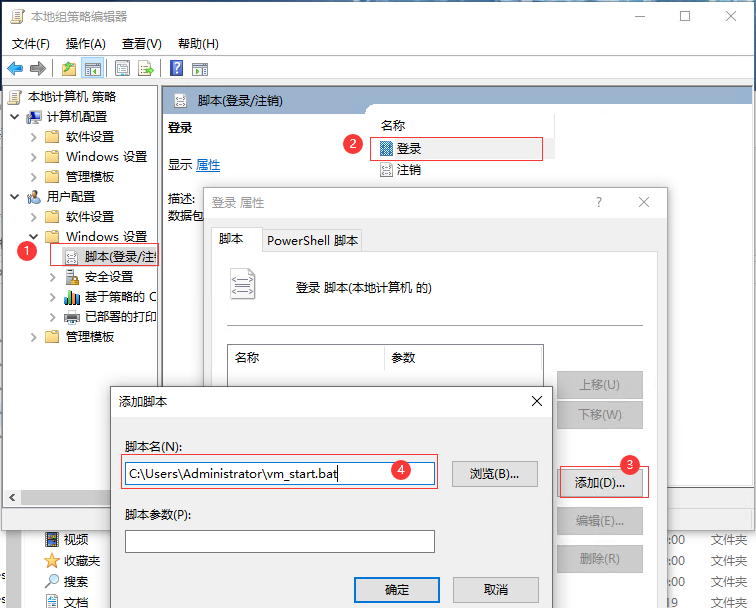 本地组策略编辑器
文件(F) 操作(A) 查看(V) 帮助(H)
本地计算机 策略
计算机配置
软件设置
Windows 设置
管理模板
用户配置
软件设置
Windows 设置
1
脚本(登录/注销
安全设置
基于策略的 C
已部署的打印
管理模板
脚本(登录/注销)
登录
显示 属性
描述:
数据包
名称
2
登录
注销
登录 属性
脚本 PowerShell 脚本
登录 脚本(本地计算机 的)
名称 参数
上移(U)
下移(W)
3
添加(D)...
编辑(E)...
删除(R)
添加脚本
脚本名(N):
C:\Users\Administrator\vm_start.bat
4
浏览(B)...
脚本参数(P):
确定 取消
视频 :00 文件夹
收藏夹 :00 文件夹
搜索 :00 文件夹
文档 19 文件夹